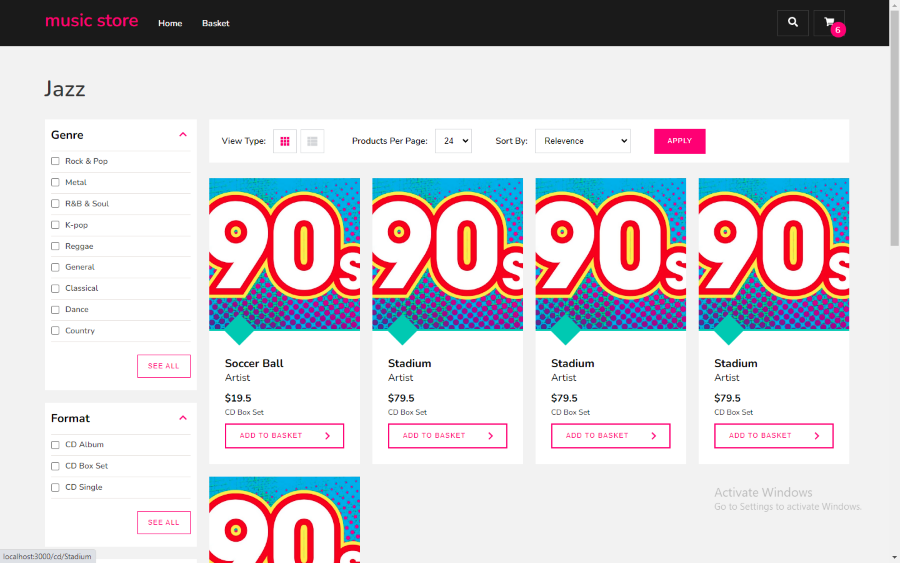 music store
Home
Basket
6
Jazz
Genre
Rock & Pop
Metal
R&B & Soul
K-pop
Reggae
General
Classical
Dance
Country
SEE ALL
Format
CD Album
CD Box Set
CD Single
SEE ALL
View Type:
Products Per Page:
24
Sort By:
Relevence
APPLY
90s
Soccer Ball
Artist
$19.5
CD Box Set
ADD TO BASKET
90s
Stadium
Artist
$79.5
CD Box Set
ADD TO BASKET
90s
Stadium
Artist
$79.5
CD Box Set
ADD TO BASKET
90s
Stadium
Artist
$79.5
CD Box Set
ADD TO BASKET
90s
Activate Windows
Go to Settings to activate Windows.
localhost:3000/cd/Stadium